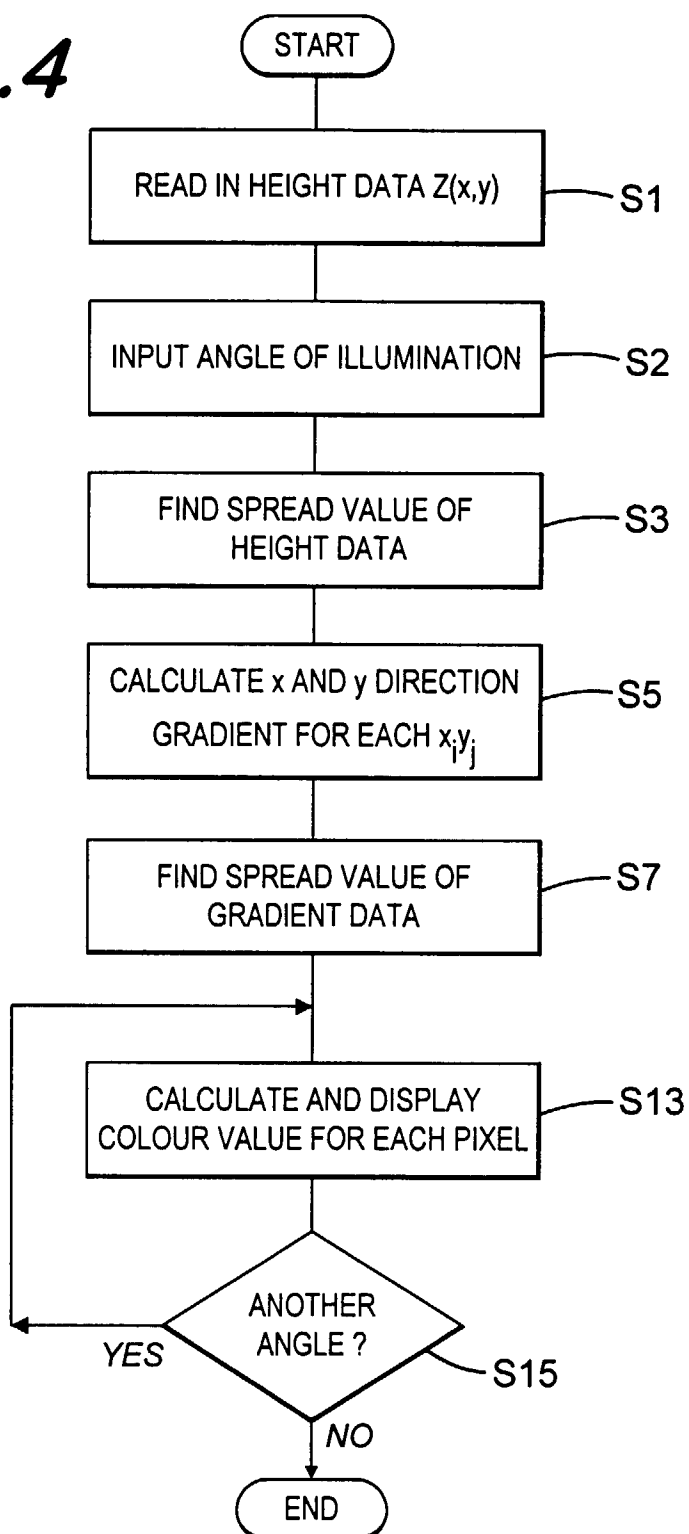 .4
START
READ IN HEIGHT DATA Z(x,y)
S1
INPUT ANGLE OF ILLUMINATION
S2
FIND SPREAD VALUE OF
HEIGHT DATA
S3
CALCULATE x AND y DIRECTION
GRADIENT FOR EACH xiyj
S5
FIND SPREAD VALUE OF
GRADIENT DATA
S7
CALCULATE AND DISPLAY
COLOUR VALUE FOR EACH PIXEL
S13
ANOTHER
ANGLE ?
YES
S15
NO
END